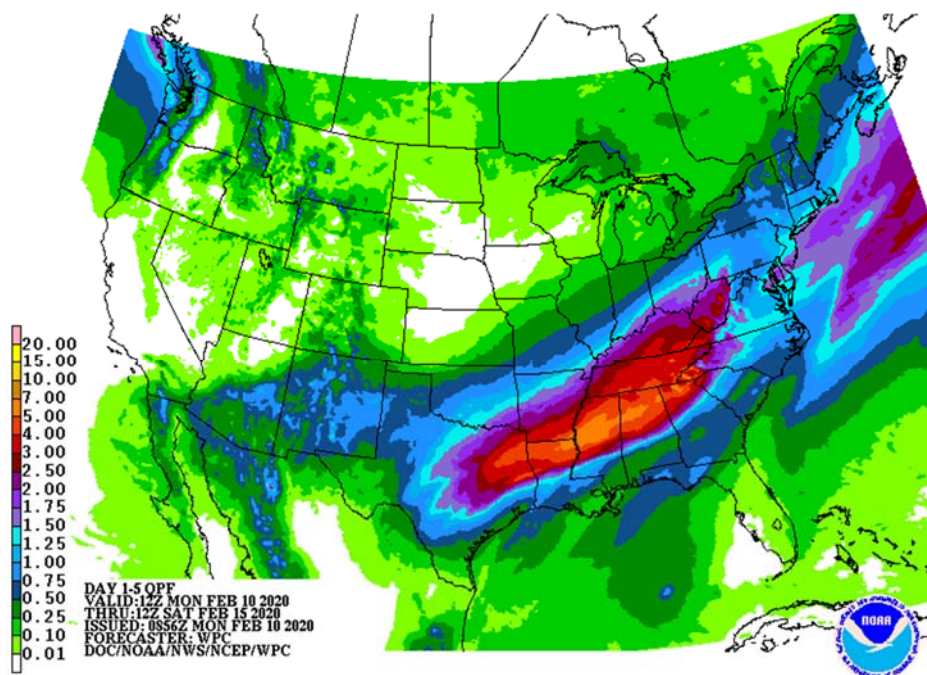 20.00
15.00
10.00
7.00
5.00
4.00
3.00
2.50
2.00
1.75
1.50
1.25
1.00
0.75
0.50
0.25
0.10
0.01
DAY 1-5 QPF
VALID:12Z MON FEB 10 2020
THRU:12Z SAT FEB 15 2020
ISSUED: 0856Z MON FEB 10 2020
FORECASTER: WPC
DOC/NOAA/NWS/NCEP/WPC
NOAA